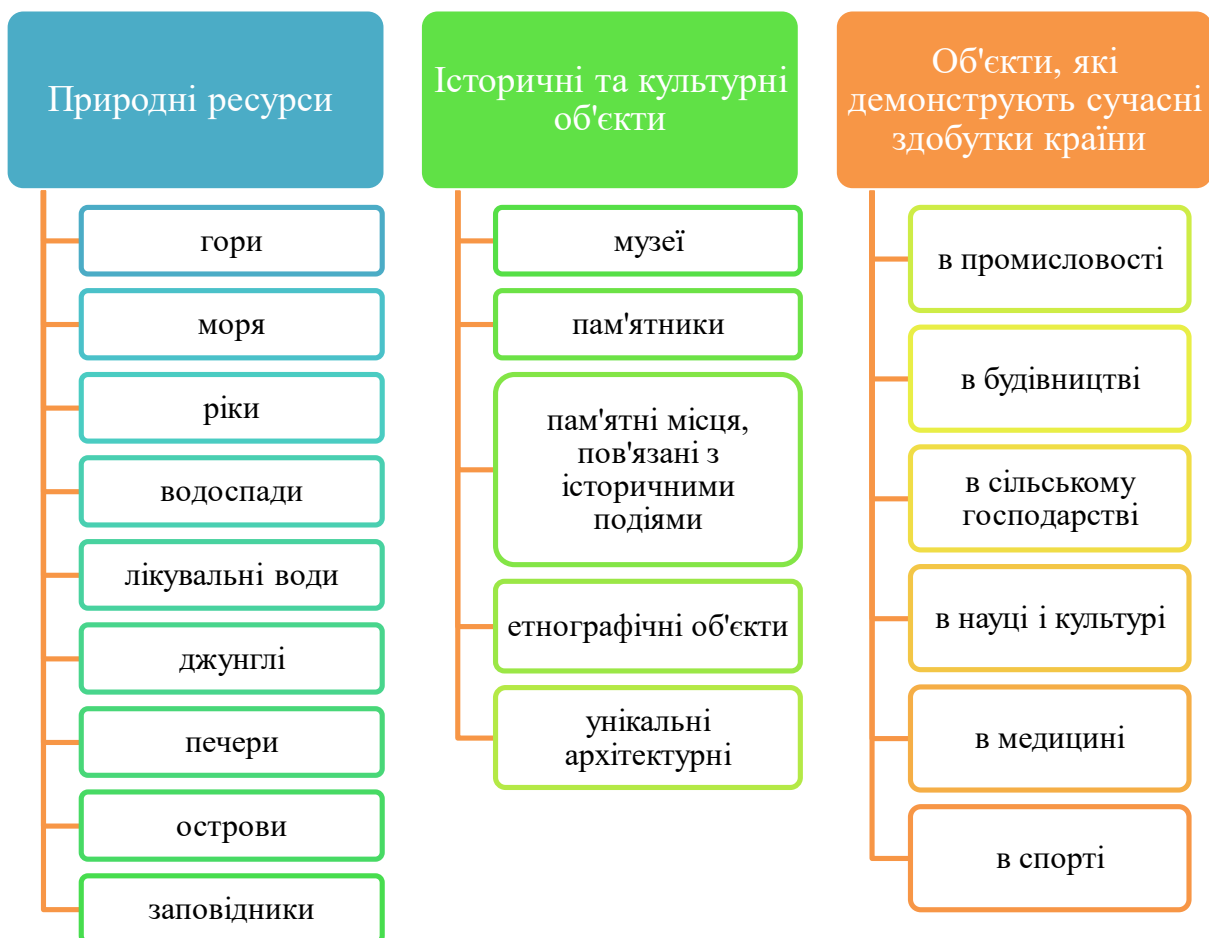 Природні ресурси
гори
моря
ріки
водоспади
лікувальні води
джунглі
печери
острови
заповідники
Історичні та культурні
об'єкти
музеї
пам'ятники
пам'ятні місця,
пов'язані з
історичними
подіями
етнографічні об'єкти
унікальні
архітектурні
Об'єкти, які
демонструють сучасні
здобутки країни
в промисловості
в будівництві
в сільському
господарстві
в науці і культурі
в медицині
в спорті